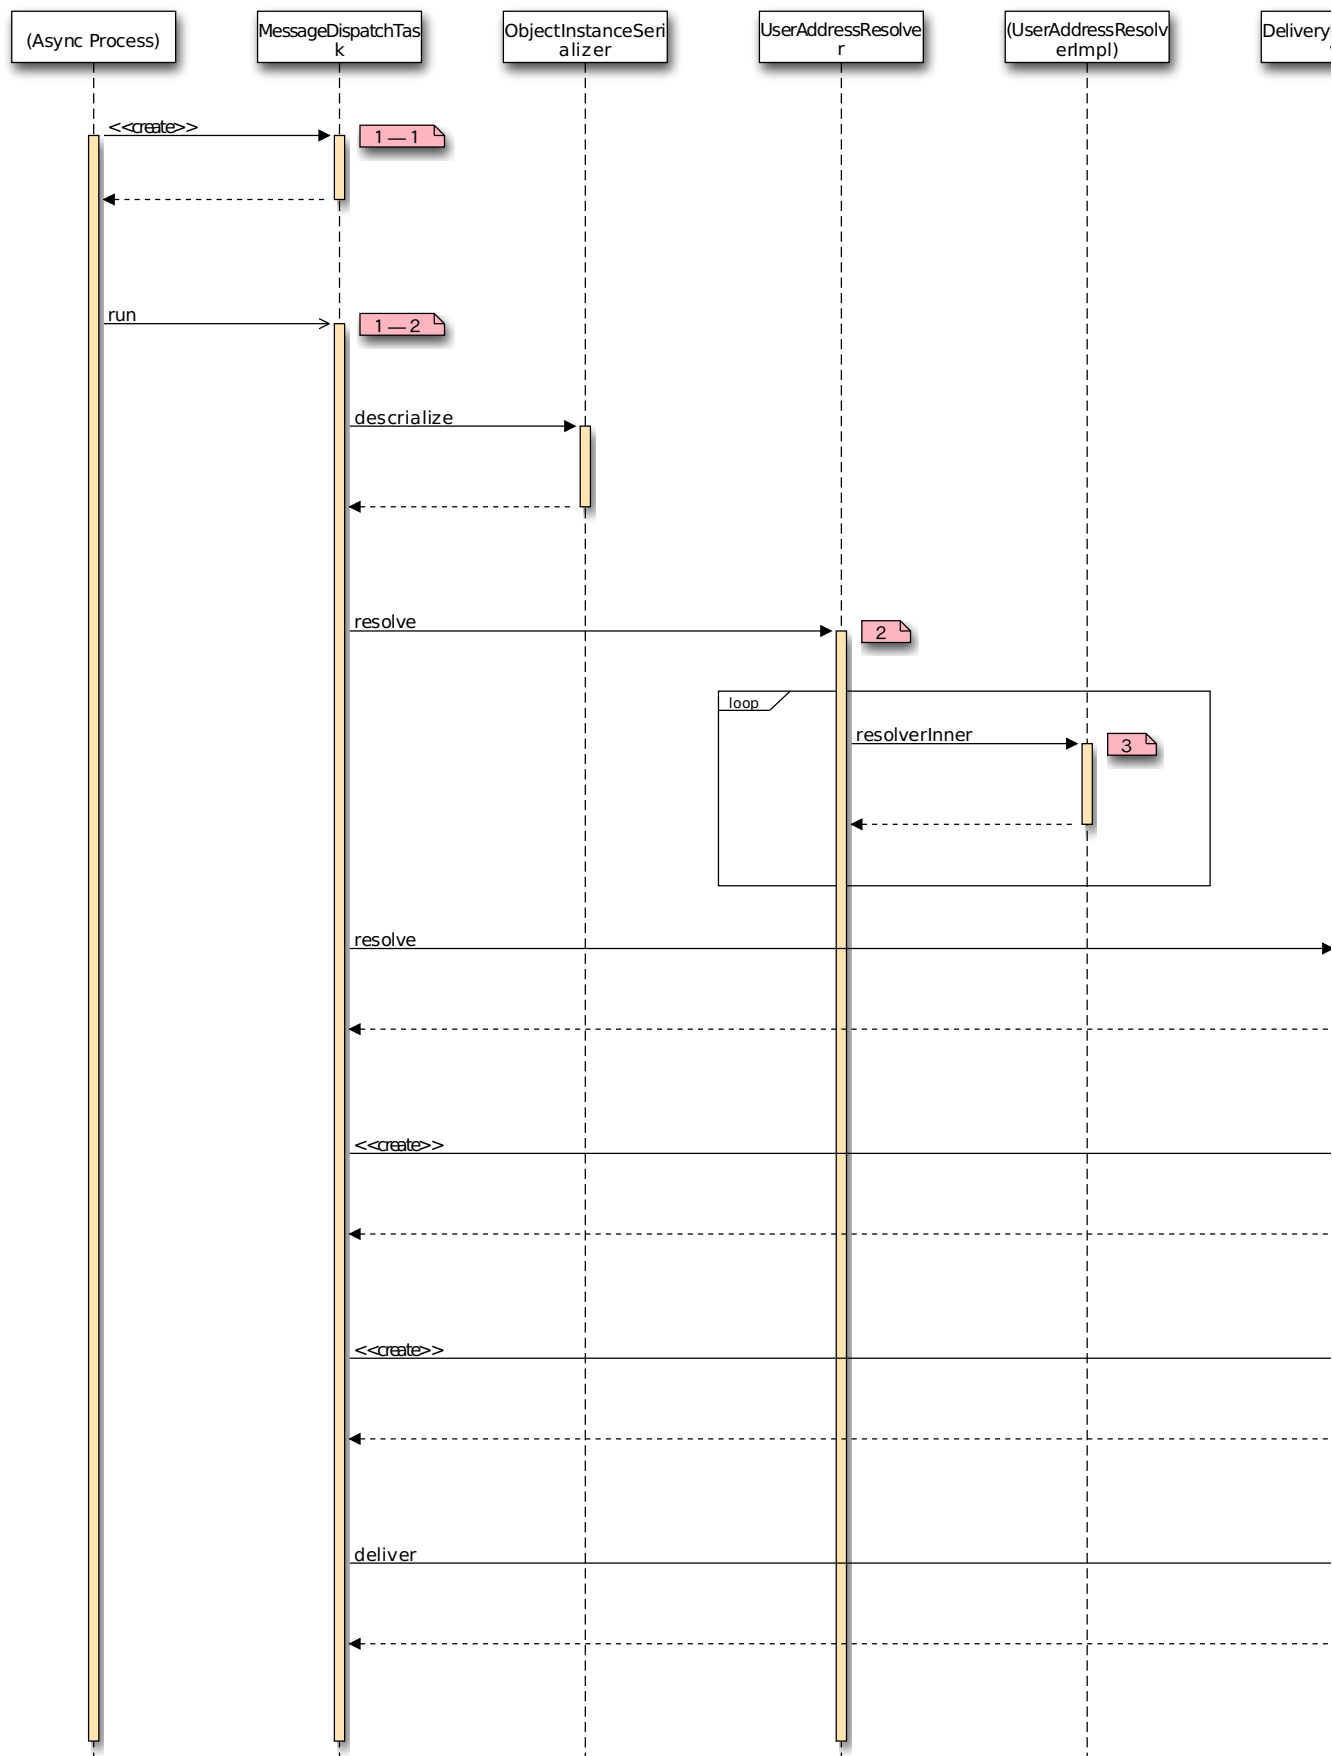 (Async Process)
MessageDispatchTas
k
ObjectInstanceSeri
alizer
UserAddressResolve
r
(UserAddressResolv
erImpl)
Delivery
<<create>>
1—1
run
1—2
descrialize
resolve
2
loop
resolverInner
3
resolve
<<create>>
<<create>>
deliver